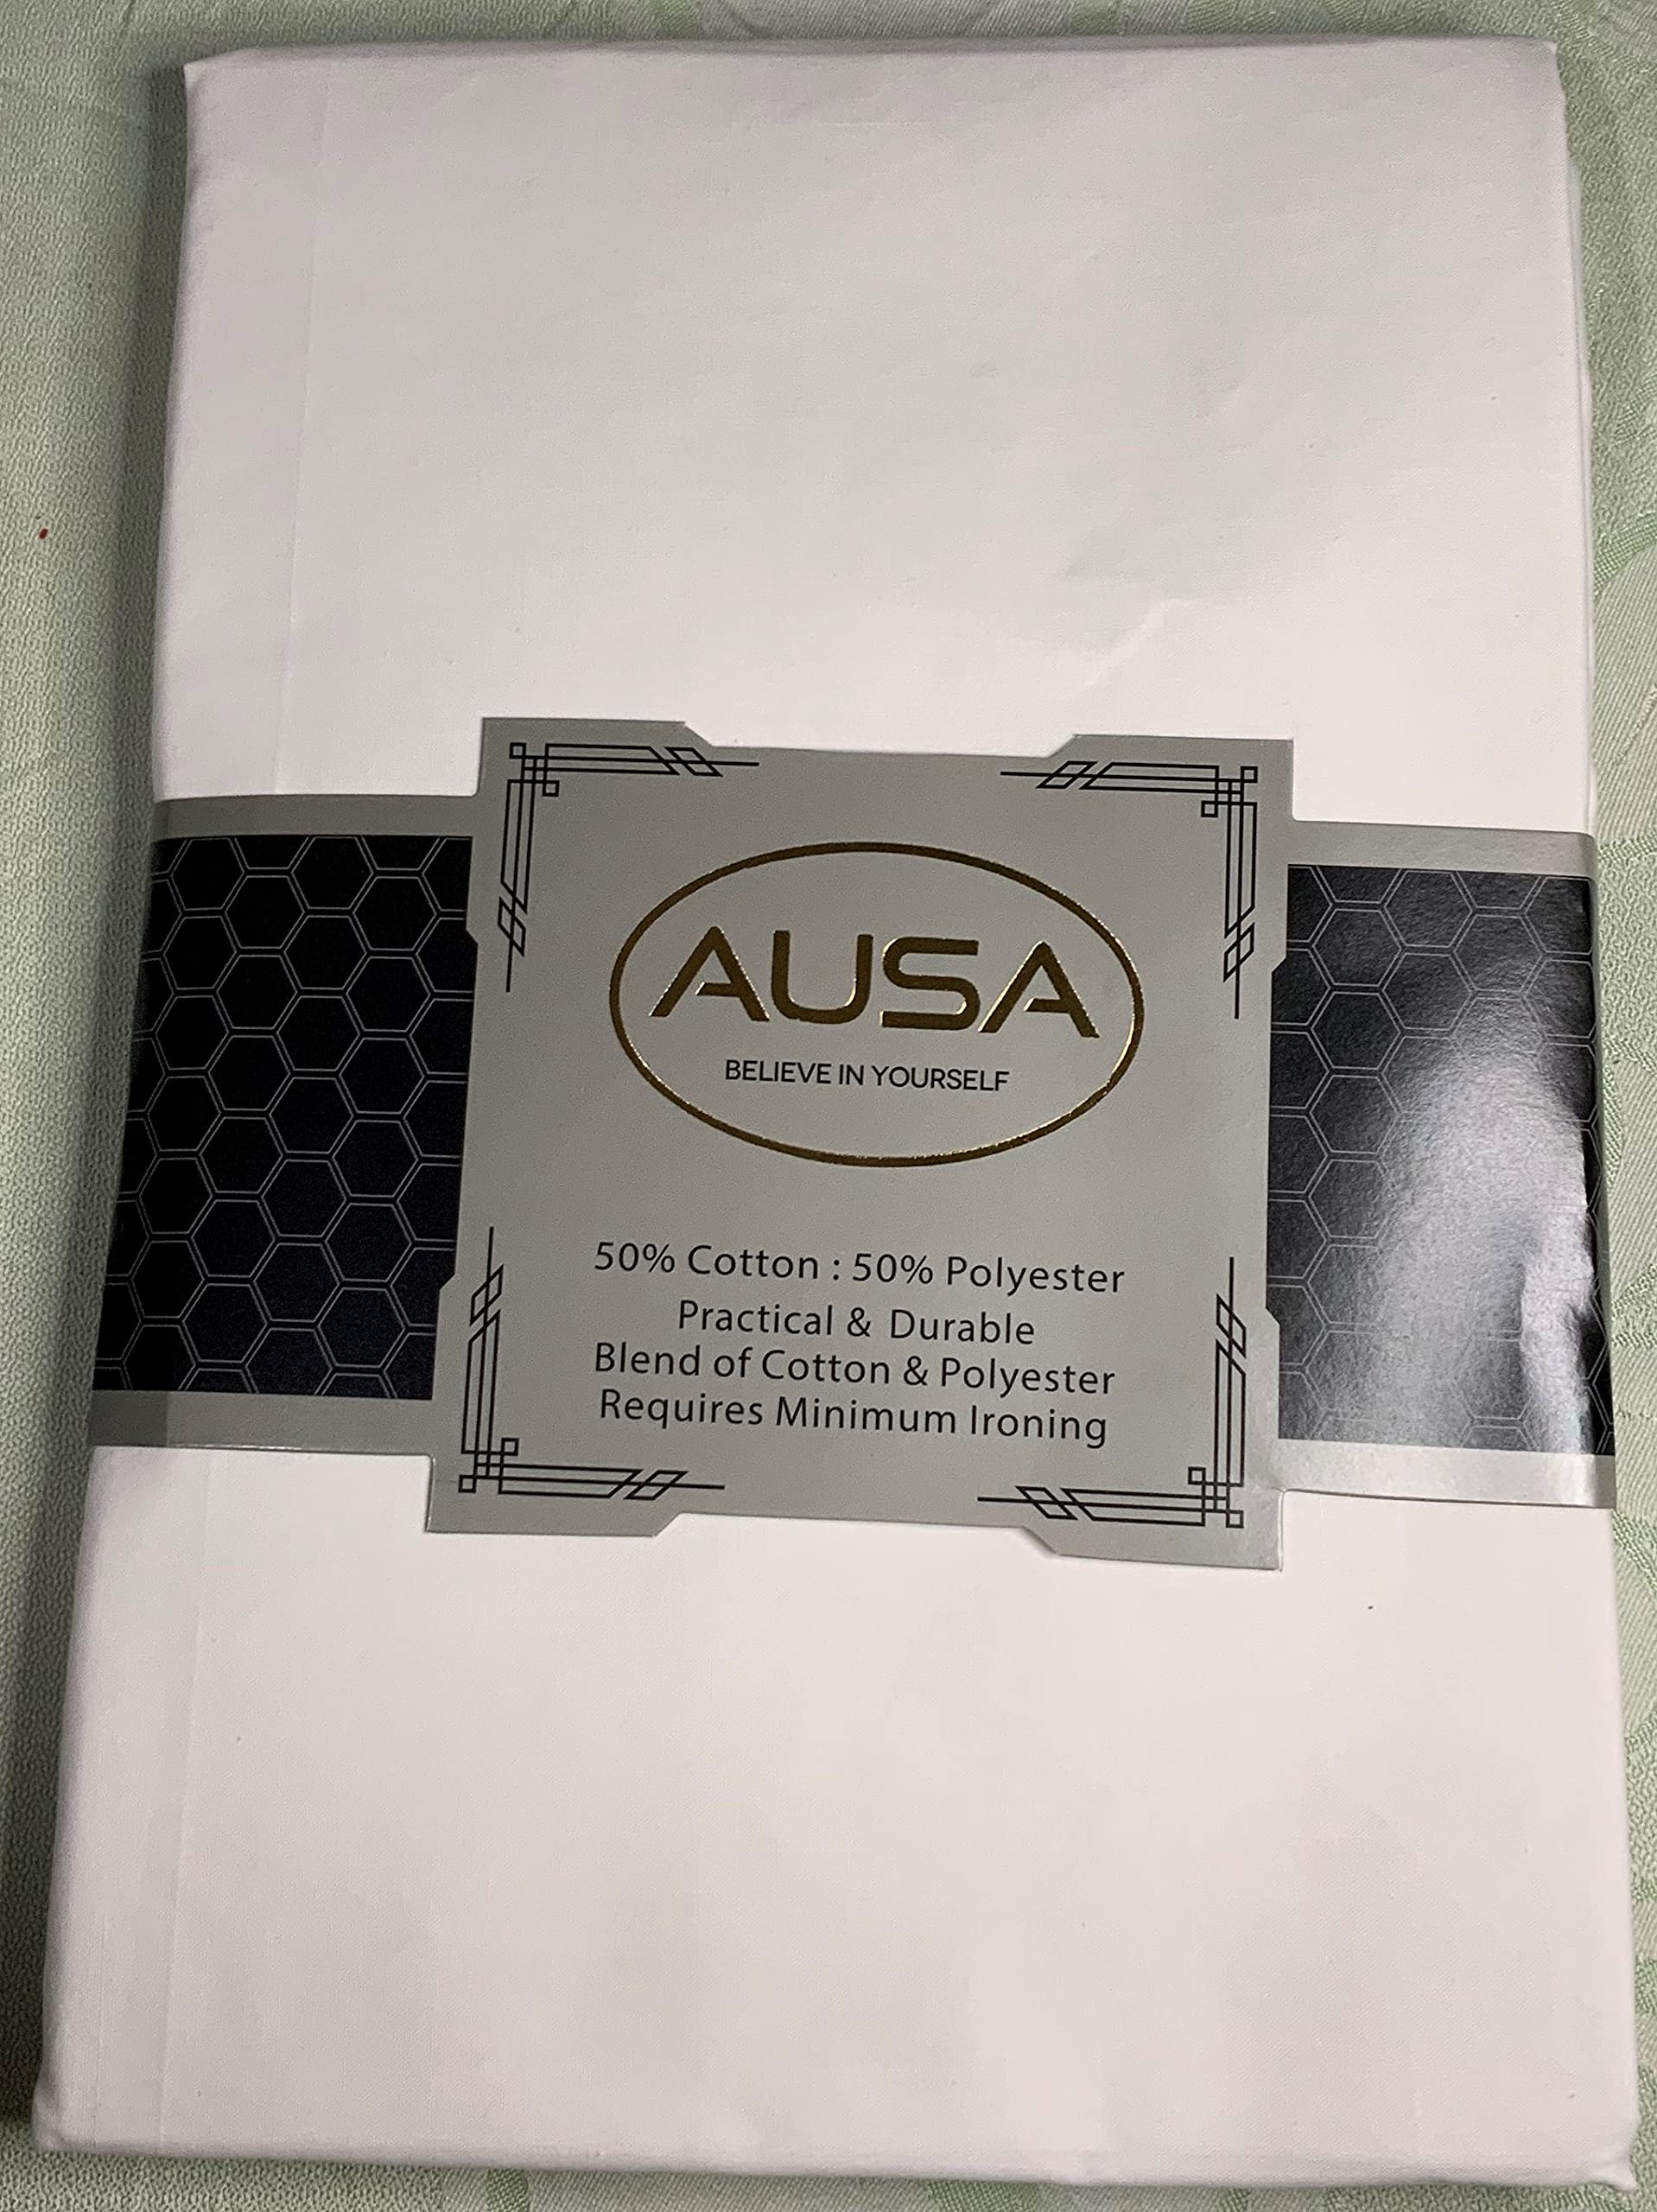 AUSA
BELIEVE IN YOURSELF
50% Cotton : 50% Polyester
Practical & Durable
Blend of Cotton & Polyester
Requires Minimum Ironing